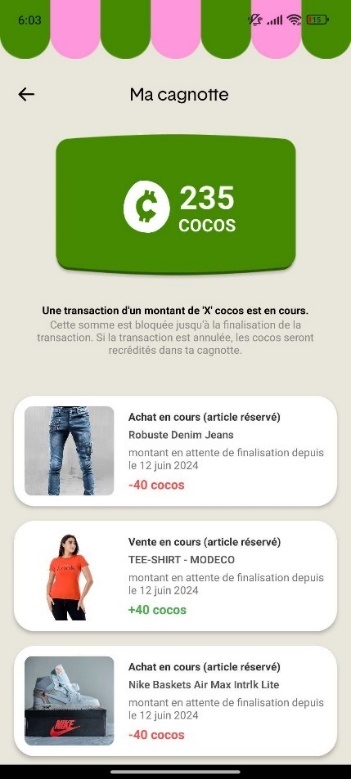 6:03
15
Ma cagnotte
235
COCOS
Une transaction d'un montant de 'X' cocos est en cours.
Cette somme est bloquée jusqu'à la finalisation de la
transaction. Si la transaction est annulée, les cocos seront
recrédités dans ta cagnotte.
Achat en cours (article réservé)
Robuste Denim Jeans
montant en attente de finalisation depuis
le 12 juin 2024
-40 cocos
Vente en cours (article réservé)
TEE-SHIRT - MODECO
montant en attente de finalisation depuis
le 12 juin 2024
+40 cocos
Achat en cours (article réservé)
Nike Baskets Air Max Intrlk Lite
montant en attente de finalisation depuis
le 12 juin 2024
-40 cocos
NIKE